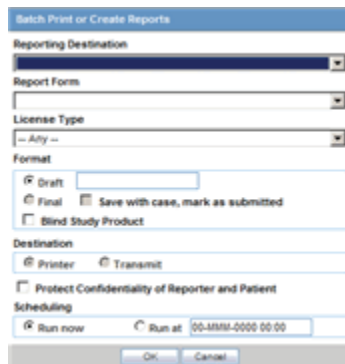 Batch Print or Create Reports
Reporting Destination
Report Form
License Type
-- Any --
Format
Draft
Final Save with case, mark as submitted
Blind Study Product
Destination
Printer Transmit
Protect Confidentiality of Reporter and Patient
Scheduling
Run now Run at 00-MMM-0000 00:00
OK Cancel